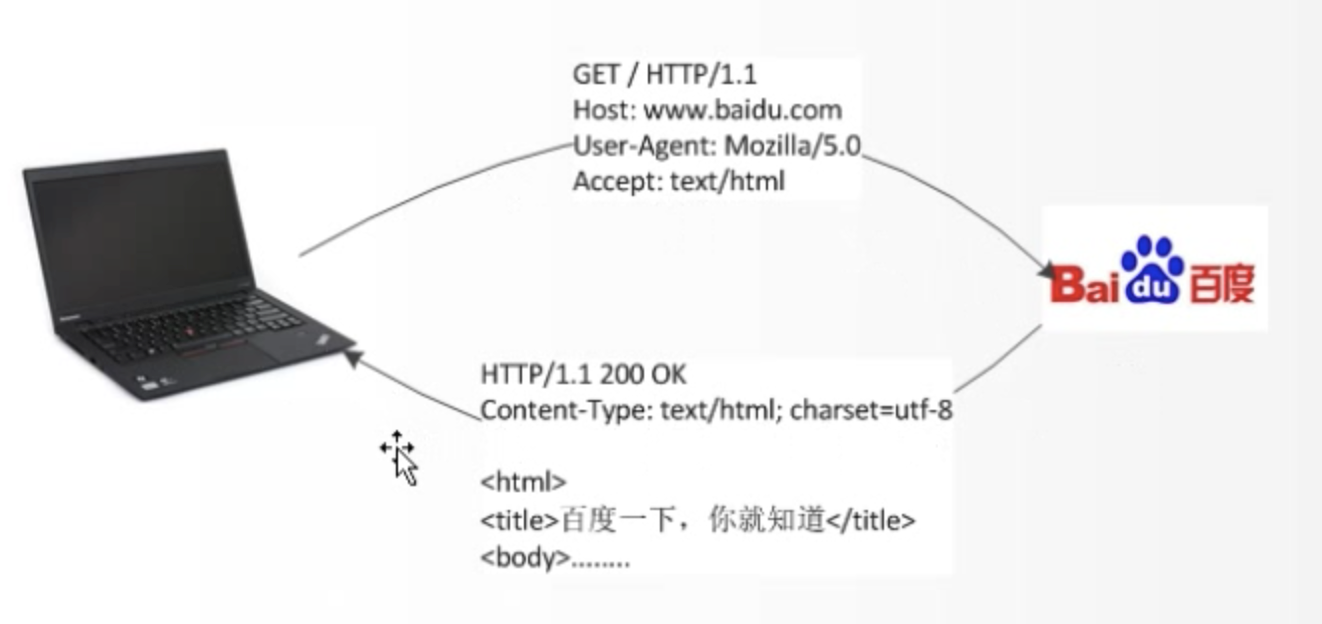 GET / HTTP/1.1
Host: www.baidu.com
User-Agent: Mozilla/5.0
Accept: text/html
Bai du 百度
HTTP/1.1 200 OK
Content-Type: text/html; charset=utf-8
<html>
<title>百度一下，你就知道</title>
<body>........